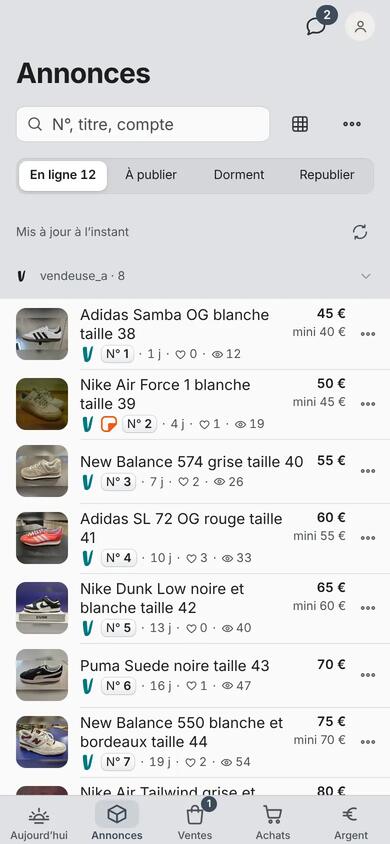 2
Annonces
N°, titre, compte
En ligne 12
À publier
Dorment
Republier
Mis à jour à l'instant
vendeuse_a · 8
Adidas Samba OG blanche
taille 38
45 €
mini 40 €
N° 1 · 1 j · 0 · 12
Nike Air Force 1 blanche
taille 39
50 €
mini 45 €
N° 2 · 4 j · 1 · 19
New Balance 574 grise taille 40
55 €
N° 3 · 7 j · 2 · 26
Adidas SL 72 OG rouge taille
41
60 €
mini 55 €
N° 4 · 10 j · 3 · 33
Nike Dunk Low noire et
blanche taille 42
65 €
mini 60 €
N° 5 · 13 j · 0 · 40
Puma Suede noire taille 43
70 €
N° 6 · 16 j · 1 · 47
New Balance 550 blanche et
bordeaux taille 44
75 €
mini 70 €
N° 7 · 19 j · 2 · 54
Nike Air Tailwind grise et
80 €
1
Aujourd'hui
Annonces
Ventes
Achats
Argent